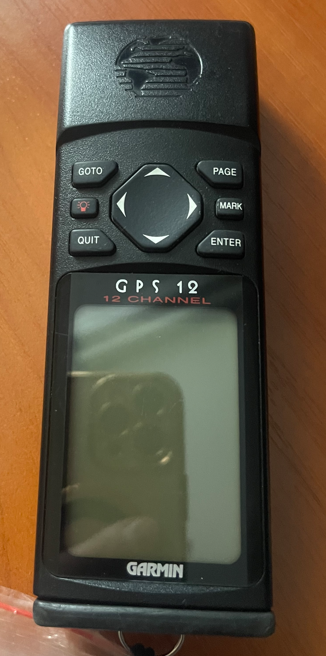 GOTO PAGE
MARK
QUIT ENTER
GPS 12
12 CHANNEL
GARMIN